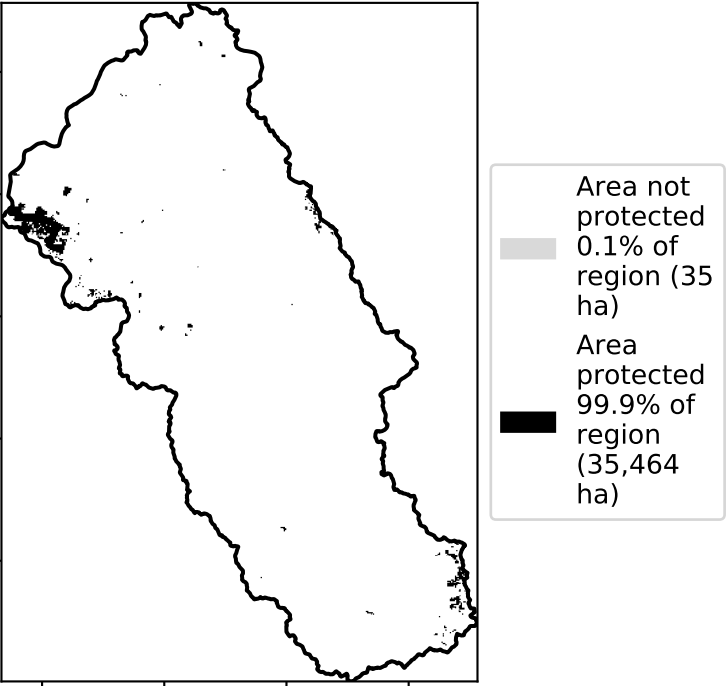 Area not
protected
0.1% of
region (35
ha)
Area
protected
99.9% of
region
(35,464
ha)